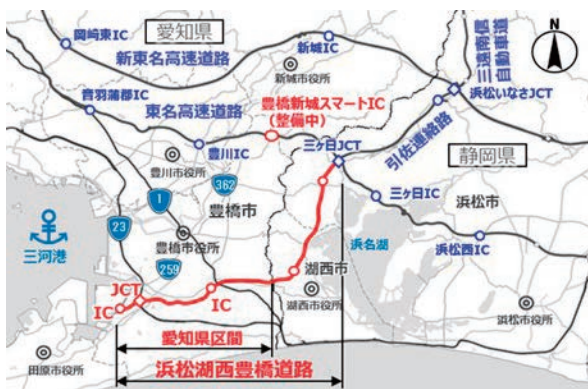 愛知県
岡崎東IC
新東名高速道路
新城IC
新城市役所
三遠南信
自動車道
浜松いなさJCT
音羽蒲郡IC
東名高速道路
豊橋新城スマートIC
(整備中)
三ケ日JCT
引佐連絡路
静岡県
豊川IC
豊川市役所
362
1
豊橋市
三ケ日IC
浜松市
23
豊橋市役所
三河港
259
浜名湖
浜松西IC
湖西市
JCT
IC
IC
湖西市役所
浜松市役所
愛知県区間
浜松湖西豊橋道路
田原市役所
N